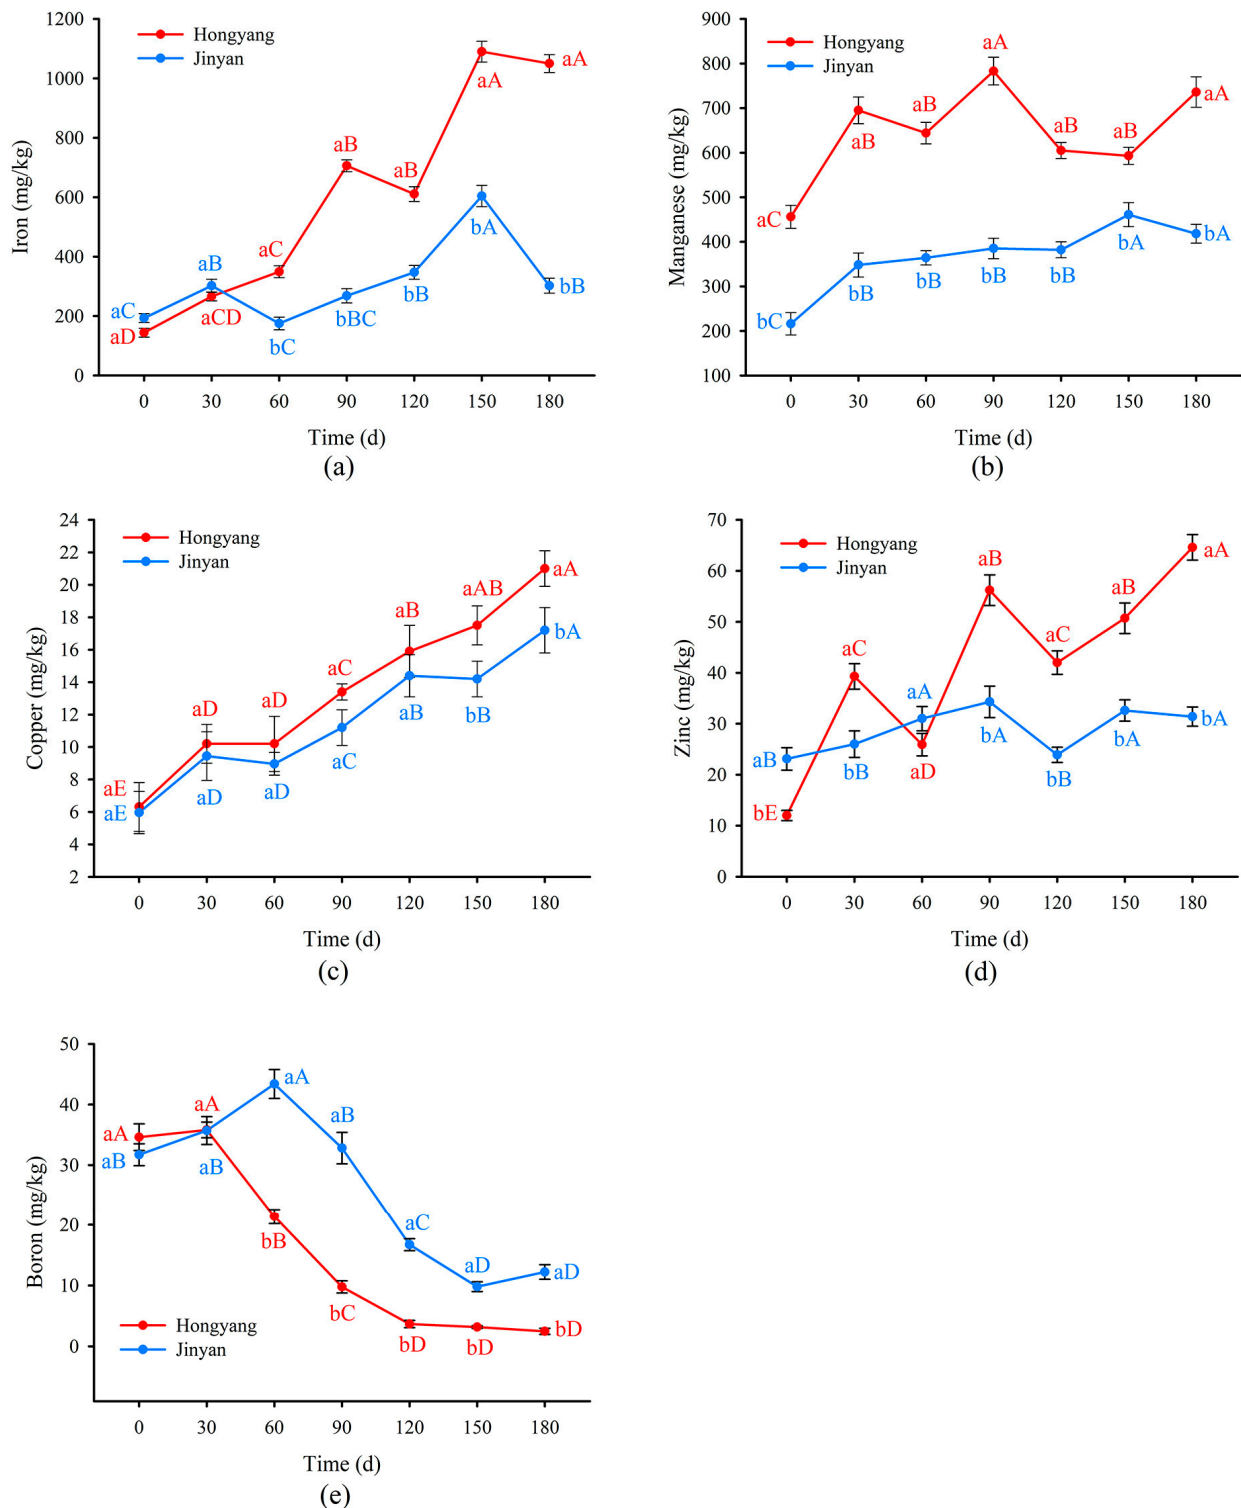 1200
1000
800
600
400
200
0
Iron (mg/kg)
Hongyang
Jinyan
aC
aD
aB
aCD
aC
bC
aB
bBC
aB
bB
aA
bA
aA
bB
0 30 60 90 120 150 180
Time (d)
(a)
900
800
700
600
500
400
300
200
100
Manganese (mg/kg)
Hongyang
Jinyan
aC
bC
aB
bB
aB
bB
aA
bB
aB
bB
aB
bA
aA
bA
0 30 60 90 120 150 180
Time (d)
(b)
24
22
20
18
16
14
12
10
8
6
4
2
Copper (mg/kg)
Hongyang
Jinyan
aE
aE
aD
aD
aD
aD
aC
aC
aB
aB
aAB
bB
aA
bA
0 30 60 90 120 150 180
Time (d)
(c)
70
60
50
40
30
20
10
0
Zinc (mg/kg)
Hongyang
Jinyan
aB
bE
aC
bB
aA
aD
aB
bA
aC
bB
aB
bA
aA
bA
0 30 60 90 120 150 180
Time (d)
(d)
50
40
30
20
10
0
Boron (mg/kg)
Hongyang
Jinyan
aA
aB
aA
aB
aA
bB
aB
bC
aC
bD
aD
bD
aD
bD
0 30 60 90 120 150 180
Time (d)
(e)